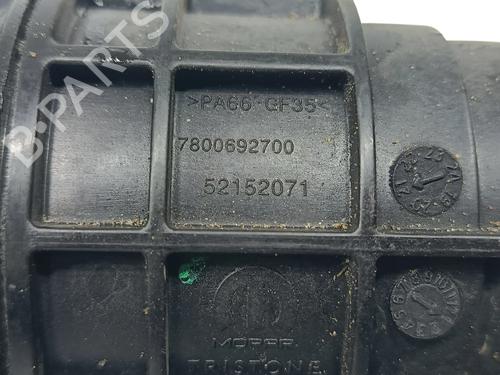 B-PARTS
>PA66-GF35<
7800692700
52152071
MOPAR
TRISTONE